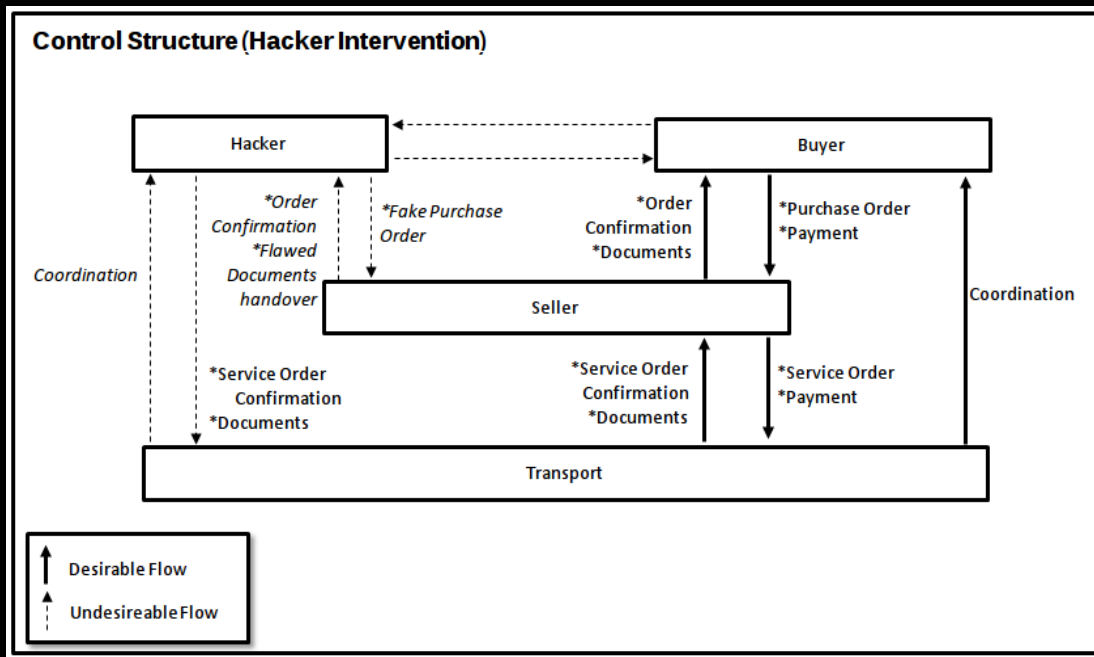 Control Structure (Hacker Intervention)
Hacker
Buyer
*Order
Confirmation
*Flawed
Documents
handover
*Fake Purchase
Order
*Order
Confirmation
*Documents
*Purchase Order
*Payment
Coordination
Seller
Coordination
*Service Order
Confirmation
*Documents
*Service Order
Confirmation
*Documents
*Service Order
*Payment
Transport
Desirable Flow
Undesireable Flow